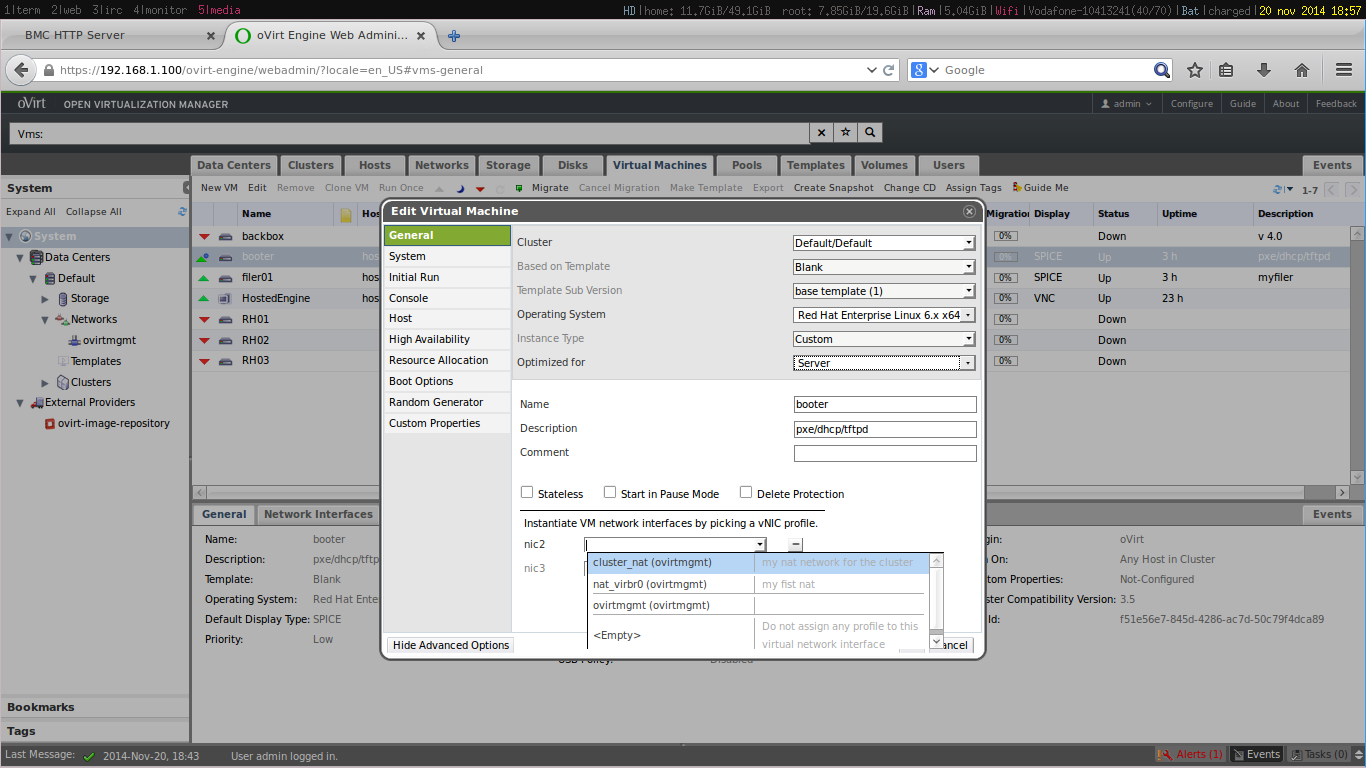 1|term 2|web 3|irc 4|monitor 5|media HD|home: 11.7GiB/49.1GiB root: 7.85GiB/19.6GiB|Ram|5.04GiB|Wifi|Vodafone-10413241(40/70)|Bat|charged|20 nov 2014 18:57
BMC HTTP Server oVirt Engine Web Admini...
https://192.168.1.100/ovirt-engine/webadmin/?locale=en_US#vms-general Google
oVirt OPEN VIRTUALIZATION MANAGER admin Configure Guide About Feedback
Vms:
Data Centers Clusters Hosts Networks Storage Disks Virtual Machines Pools Templates Volumes Users Events
System New VM Edit Remove Clone VM Run Once Migrate Cancel Migration Make Template Export Create Snapshot Change CD Assign Tags Guide Me 1-7
Expand All Collapse All Name Hos Migration Display Status Uptime Description
System backbox 0% Down v 4.0
Data Centers booter 0% SPICE Up 3 h pxe/dhcp/tftpd
Default filer01 hos 0% SPICE Up 3 h myfiler
Storage HostedEngine hos 0% VNC Up 23 h
Networks RH01 0% Down
ovirtmgmt RH02 0% Down
Templates RH03 0% Down
Clusters
External Providers
ovirt-image-repository
Edit Virtual Machine
General
System
Initial Run
Console
Host
High Availability
Resource Allocation
Boot Options
Random Generator
Custom Properties
Cluster Default/Default
Based on Template Blank
Template Sub Version base template (1)
Operating System Red Hat Enterprise Linux 6.x x64
Instance Type Custom
Optimized for Server
Name booter
Description pxe/dhcp/tftpd
Comment
Stateless Start in Pause Mode Delete Protection
Instantiate VM network interfaces by picking a vNIC profile.
nic2
cluster_nat (ovirtmgmt) my nat network for the cluster
nic3
nat_virbr0 (ovirtmgmt) my fist nat
ovirtmgmt (ovirtmgmt)
<Empty> Do not assign any profile to this
virtual network interface
Hide Advanced Options ancel
General Network Interfaces Events
Name: booter gin: oVirt
Description: pxe/dhcp/tftp n On: Any Host in Cluster
Template: Blank Custom Properties: Not-Configured
Operating System: Red Hat Ente ster Compatibility Version: 3.5
Default Display Type: SPICE Id: f51e56e7-845d-4286-ac7d-50c79f4dca89
Priority: Low
USB Policy: Disabled
Bookmarks
Tags
Last Message: 2014-Nov-20, 18:43 User admin logged in. Alerts (1) Events Tasks (0)